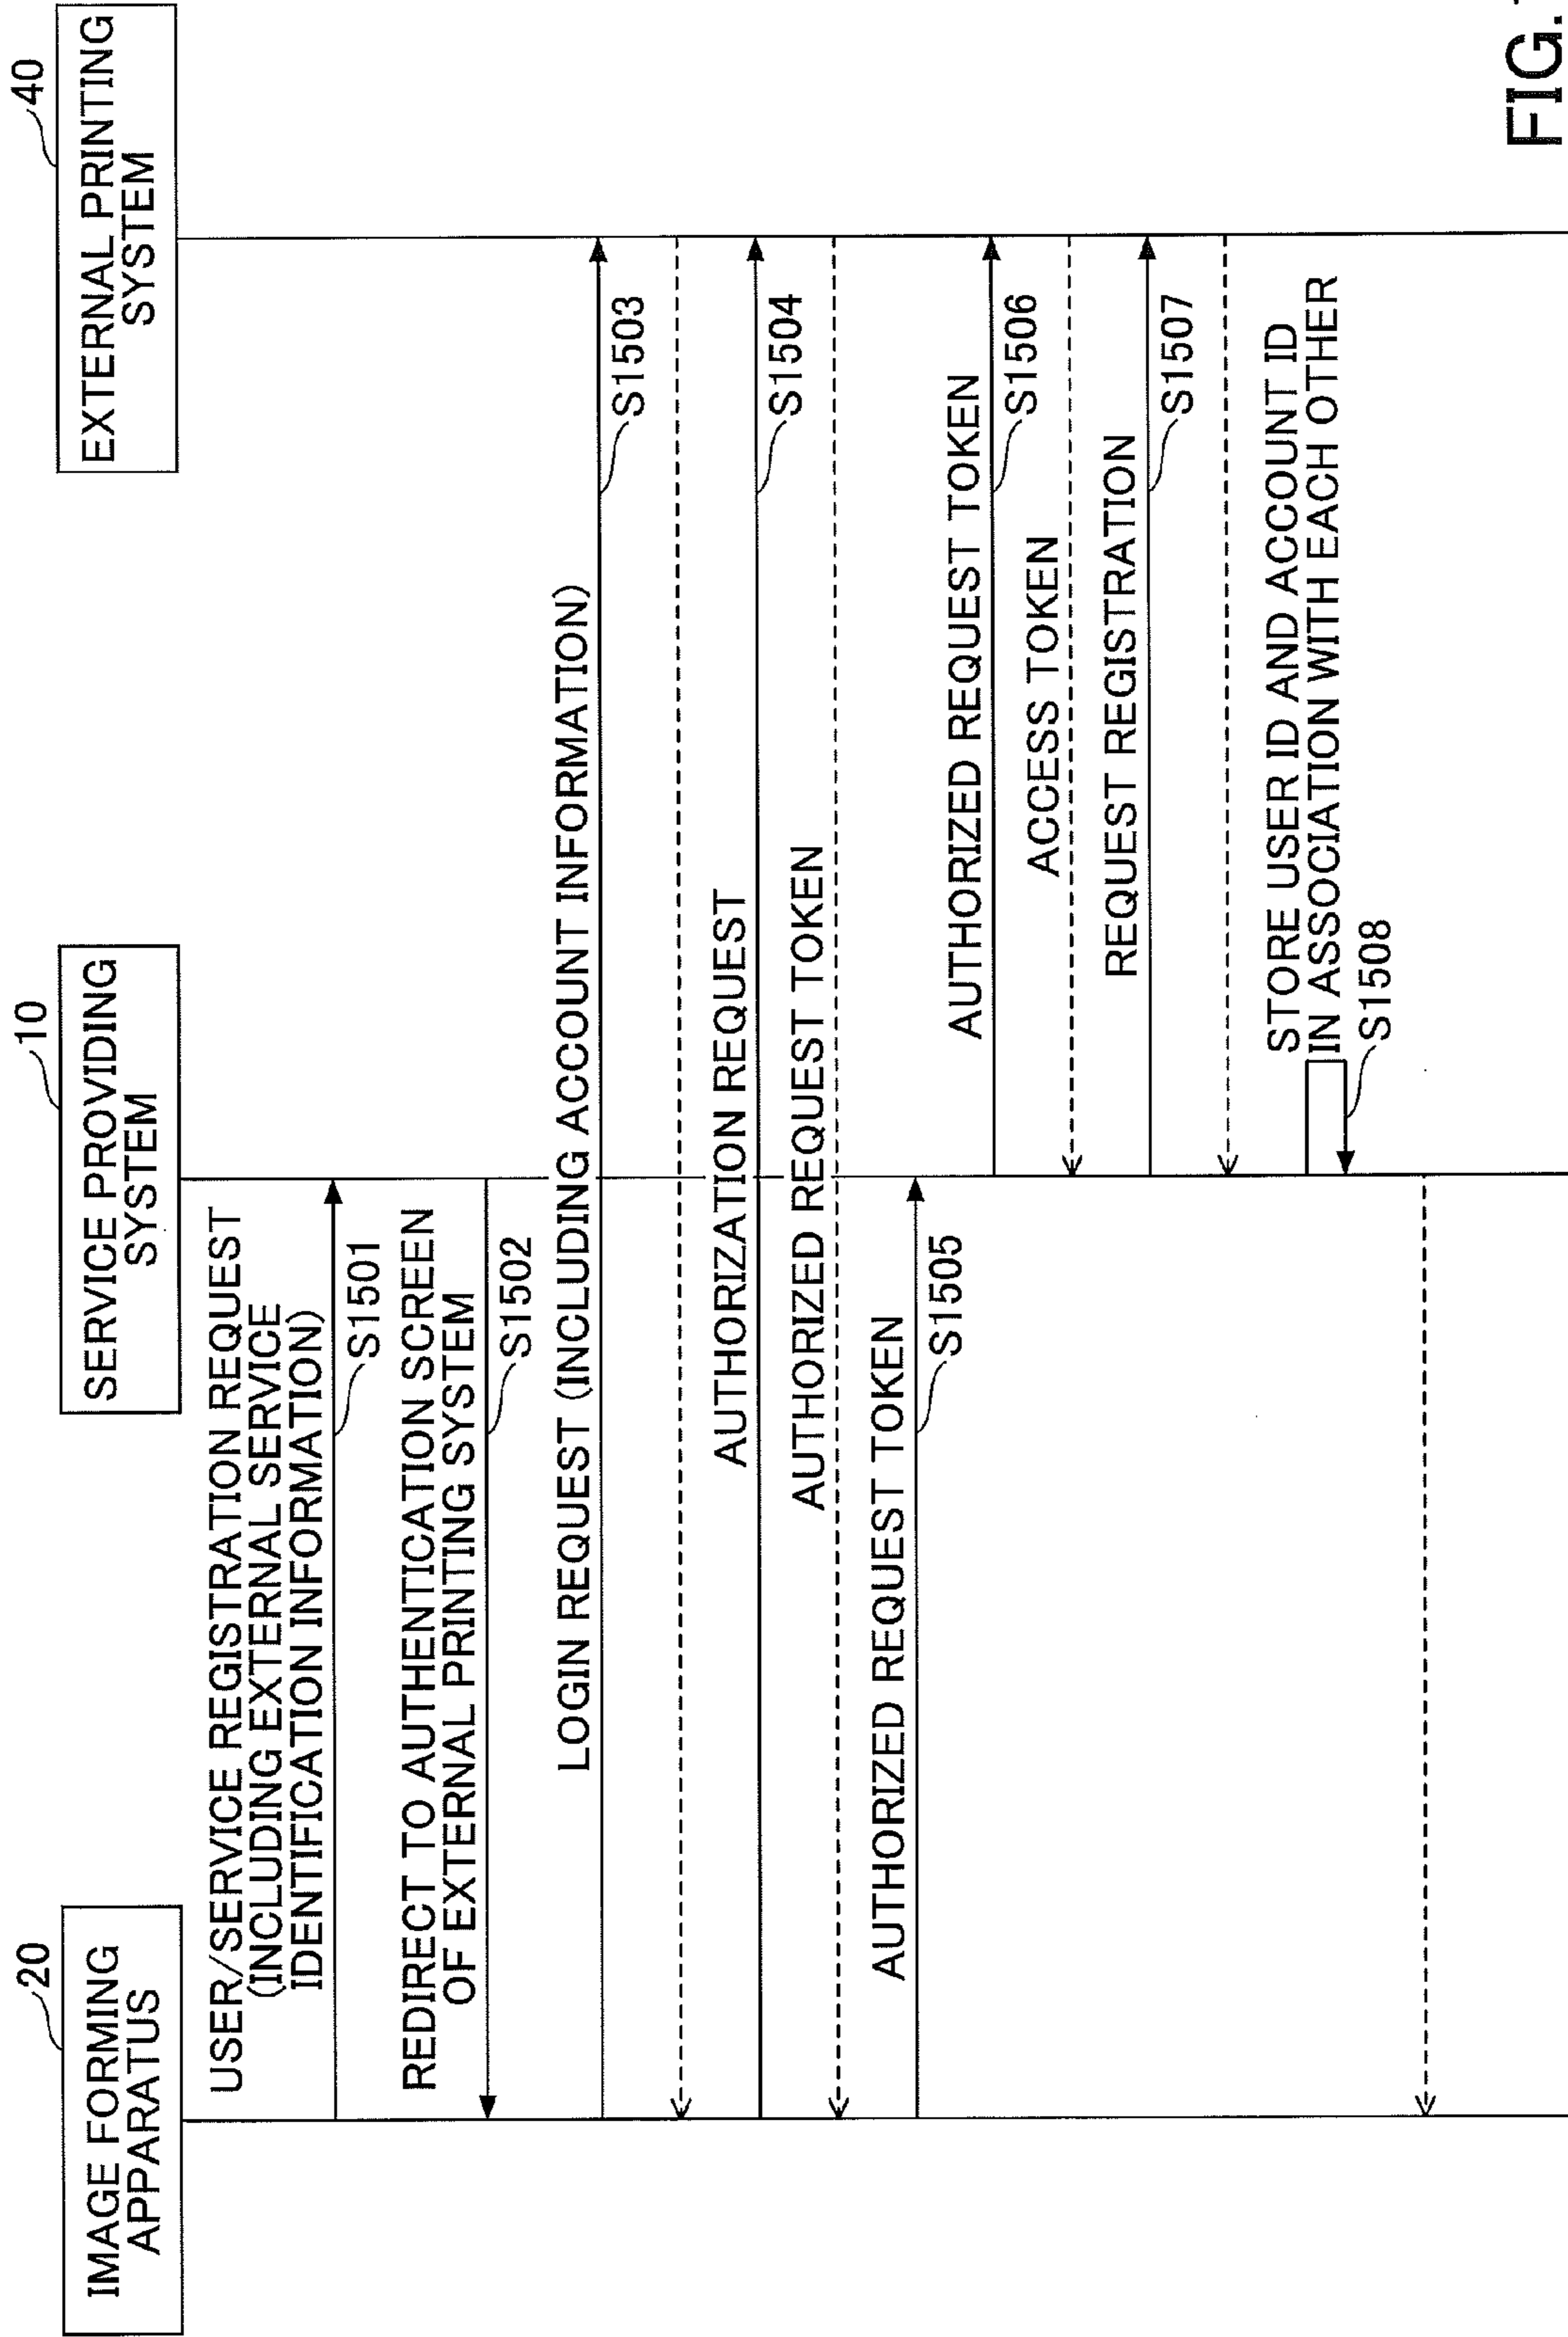 20
IMAGE FORMING
APPARATUS
10
SERVICE PROVIDING
SYSTEM
40
EXTERNAL PRINTING
SYSTEM
USER/SERVICE REGISTRATION REQUEST
(INCLUDING EXTERNAL SERVICE
IDENTIFICATION INFORMATION)
S1501
REDIRECT TO AUTHENTICATION SCREEN
OF EXTERNAL PRINTING SYSTEM
S1502
LOGIN REQUEST (INCLUDING ACCOUNT INFORMATION)
S1503
AUTHORIZATION REQUEST
S1504
AUTHORIZED REQUEST TOKEN
AUTHORIZED REQUEST TOKEN
S1505
AUTHORIZED REQUEST TOKEN
S1506
ACCESS TOKEN
REQUEST REGISTRATION
S1507
STORE USER ID AND ACCOUNT ID
IN ASSOCIATION WITH EACH OTHER
S1508
FIG.